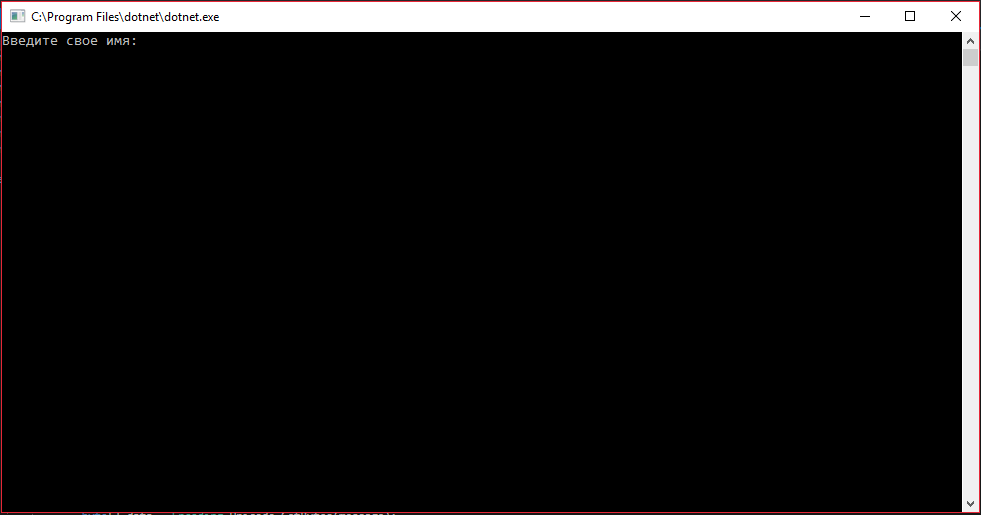 C:\Program Files\dotnet\dotnet.exe
Введите свое имя: